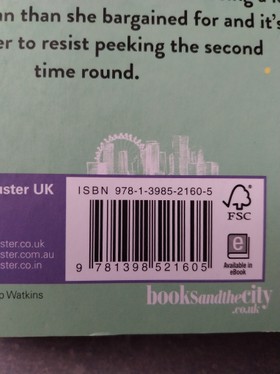 an than she bargained for and it's
er to resist peeking the second
time round.
uster UK
ISBN 978-1-3985-2160-5
FSC
ster.co.uk
ster.com.au
ster.co.in
e
Available in
eBook
9 781398 521605
o Watkins
booksandthecity
.co.uk